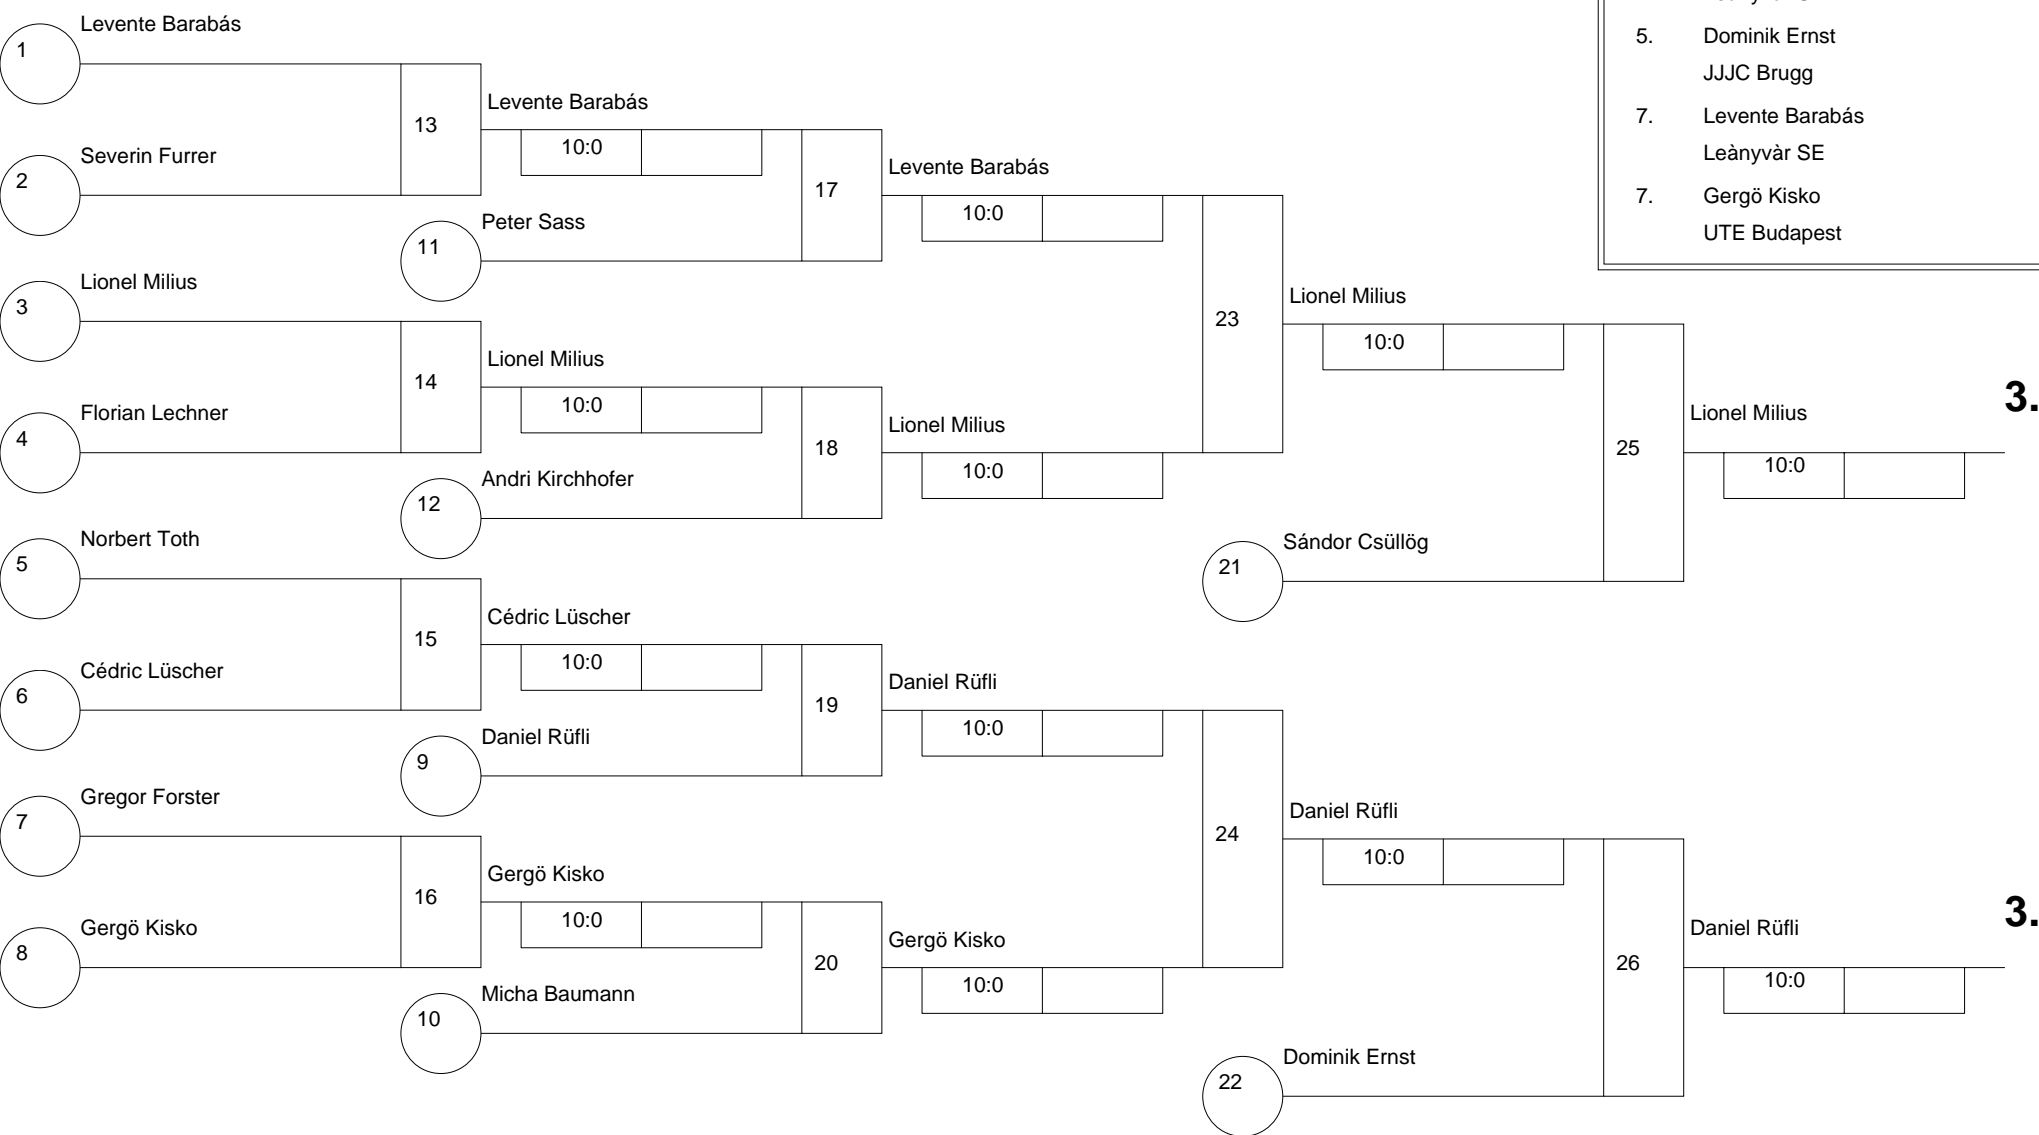 Levente Barabás
1
5. Dominik Ernst
JJJC Brugg
Levente Barabás
7. Levente Barabás
13
10:0
Severin Furrer
Leànyvàr SE
2
Levente Barabás
17
7. Gergö Kisko
10:0
Peter Sass
UTE Budapest
11
Lionel Milius
3
Lionel Milius
23
10:0
Lionel Milius
14
3.
10:0
Florian Lechner
Lionel Milius
Lionel Milius
4
18
25
10:0
10:0
Andri Kirchhofer
12
Norbert Toth
Sándor Csüllög
5
21
Cédric Lüscher
15
10:0
Cédric Lüscher
Daniel Rüfli
6
19
10:0
Daniel Rüfli
9
Gregor Forster
Daniel Rüfli
7
24
10:0
Gergö Kisko
16
3.
10:0
Gergö Kisko
Gergö Kisko
Daniel Rüfli
8
20
26
10:0
10:0
Micha Baumann
10
Dominik Ernst
22